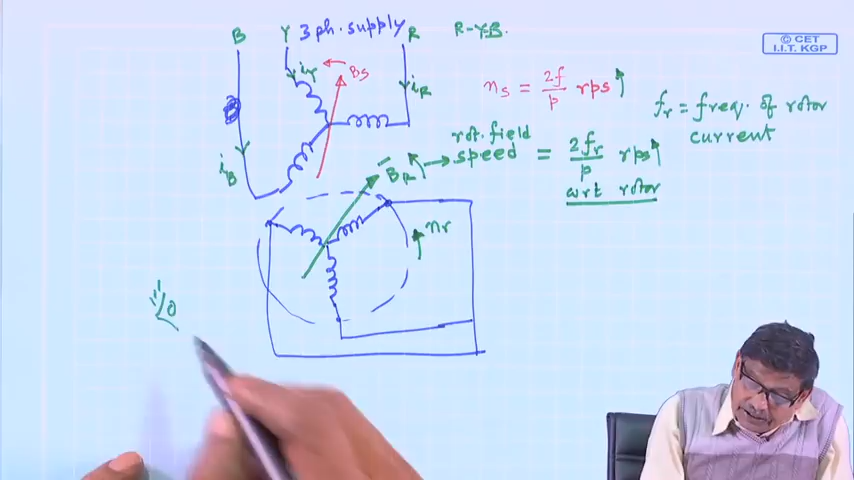 B Y 3 ph. supply R R-Y-B.
© CET
I.I.T. KGP
iY BS
iR
nS = 2f/p rps
fr = freq. of rotor
current
iB
rot. field
BR → speed = 2fr/p rps
wrt rotor
nr